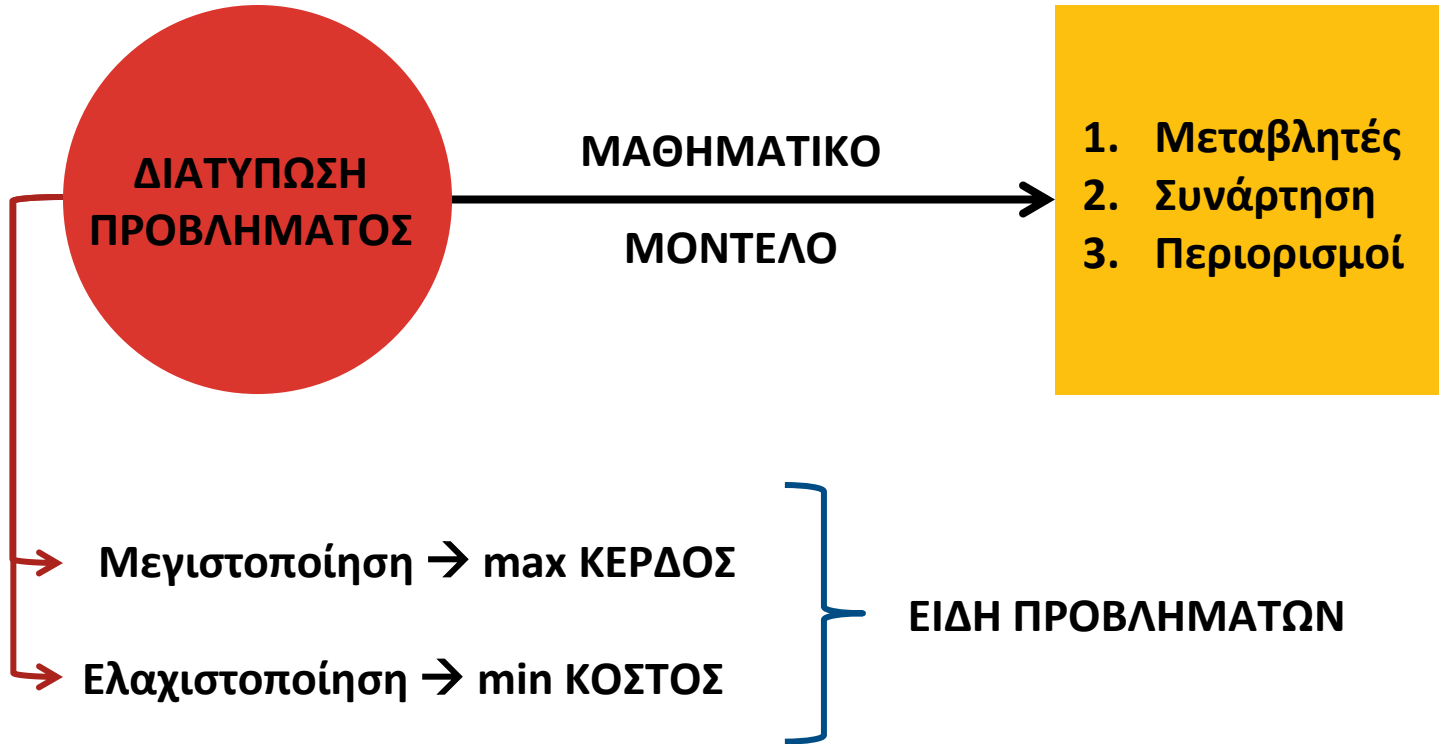 ΔΙΑΤΥΠΩΣΗ
ΠΡΟΒΛΗΜΑΤΟΣ
ΜΑΘΗΜΑΤΙΚΟ
ΜΟΝΤΕΛΟ
1. Μεταβλητές
2. Συνάρτηση
3. Περιορισμοί
Μεγιστοποίηση → max ΚΕΡΔΟΣ
Ελαχιστοποίηση → min ΚΟΣΤΟΣ
ΕΙΔΗ ΠΡΟΒΛΗΜΑΤΩΝ